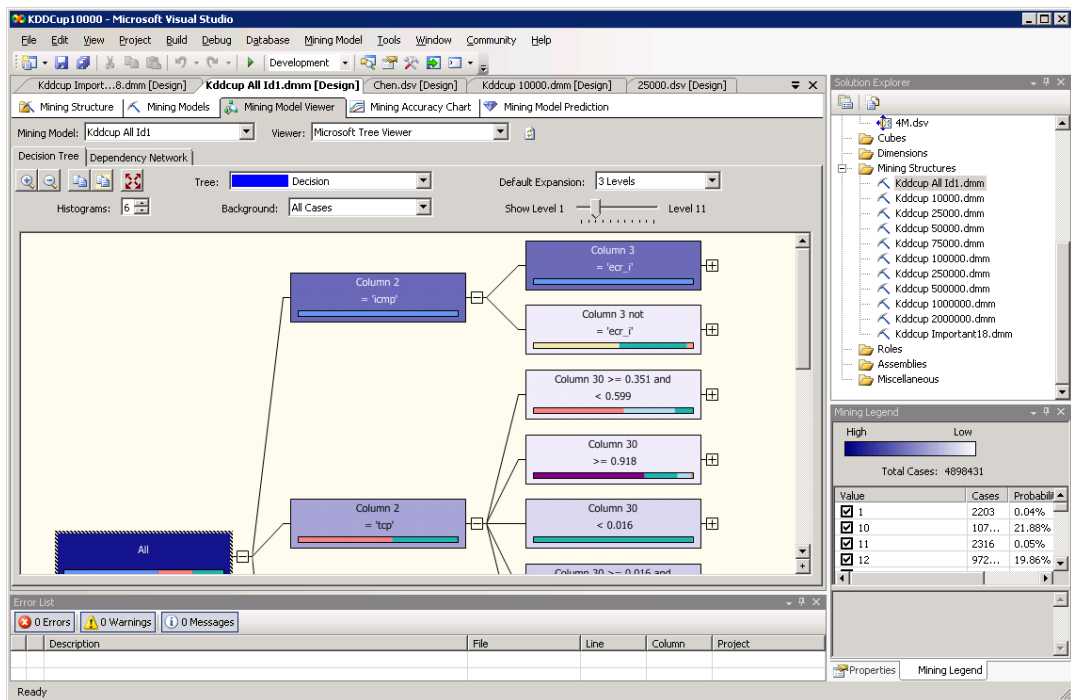 KDDCup10000 - Microsoft Visual Studio
File Edit View Project Build Debug Database Mining Model Tools Window Community Help
Development
Kddcup Import...8.dmm [Design] Kddcup All Id1.dmm [Design] Chen.dsv [Design] Kddcup 10000.dmm [Design] 25000.dsv [Design]
Mining Structure Mining Models Mining Model Viewer Mining Accuracy Chart Mining Model Prediction
Mining Model: Kddcup All Id1 Viewer: Microsoft Tree Viewer
Decision Tree Dependency Network
Tree: Decision Default Expansion: 3 Levels
Histograms: 6 Background: All Cases Show Level 1 Level 11
Column 3
= 'ecr_i'
Column 2
= 'icmp'
Column 3 not
= 'ecr_i'
Column 30 >= 0.351 and
< 0.599
Column 30
>= 0.918
Column 2
= 'tcp'
Column 30
< 0.016
All
Column 30 >= 0.016 and
Solution Explorer
4M.dsv
Cubes
Dimensions
Mining Structures
Kddcup All Id1.dmm
Kddcup 10000.dmm
Kddcup 25000.dmm
Kddcup 50000.dmm
Kddcup 75000.dmm
Kddcup 100000.dmm
Kddcup 250000.dmm
Kddcup 500000.dmm
Kddcup 1000000.dmm
Kddcup 2000000.dmm
Kddcup Important18.dmm
Roles
Assemblies
Miscellaneous
Mining Legend
High Low
Total Cases: 4898431
Value Cases Probabili
1 2203 0.04%
10 107... 21.88%
11 2316 0.05%
12 972... 19.86%
Properties Mining Legend
Error List
0 Errors 0 Warnings 0 Messages
Description File Line Column Project
Ready